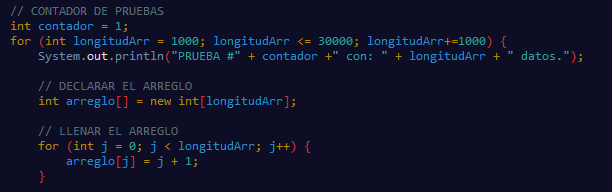 // CONTADOR DE PRUEBAS
int contador = 1;
for (int longitudArr = 1000; longitudArr <= 30000; longitudArr+=1000) {
    System.out.println("PRUEBA #" + contador +" con: " + longitudArr + " datos.");

    // DECLARAR EL ARREGLO
    int arreglo[] = new int[longitudArr];

    // LLENAR EL ARREGLO
    for (int j = 0; j < longitudArr; j++) {
        arreglo[j] = j + 1;
    }